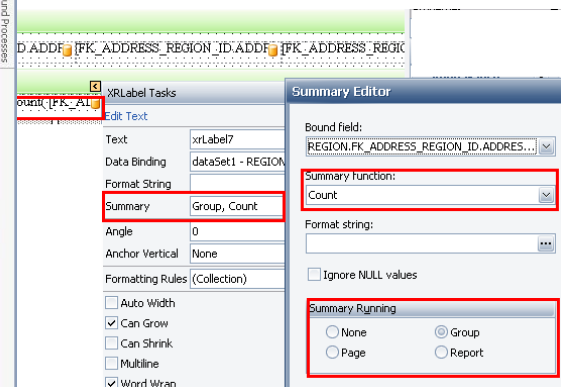 und Processes
D.ADDF [FK_ADDRESS_REGION_ID.ADDF [FK_ADDRESS_REGIO
ount([FK_AD
XRLabel Tasks
Edit Text
Text xrLabel7
Data Binding dataSet1 - REGION
Format String
Summary Group, Count
Angle 0
Anchor Vertical None
Formatting Rules (Collection)
Auto Width
Can Grow
Can Shrink
Multiline
Word Wrap
Summary Editor
Bound field:
REGION.FK_ADDRESS_REGION_ID.ADDRES...
Summary function:
Count
Format string:
...
Ignore NULL values
Summary Running
None Group
Page Report